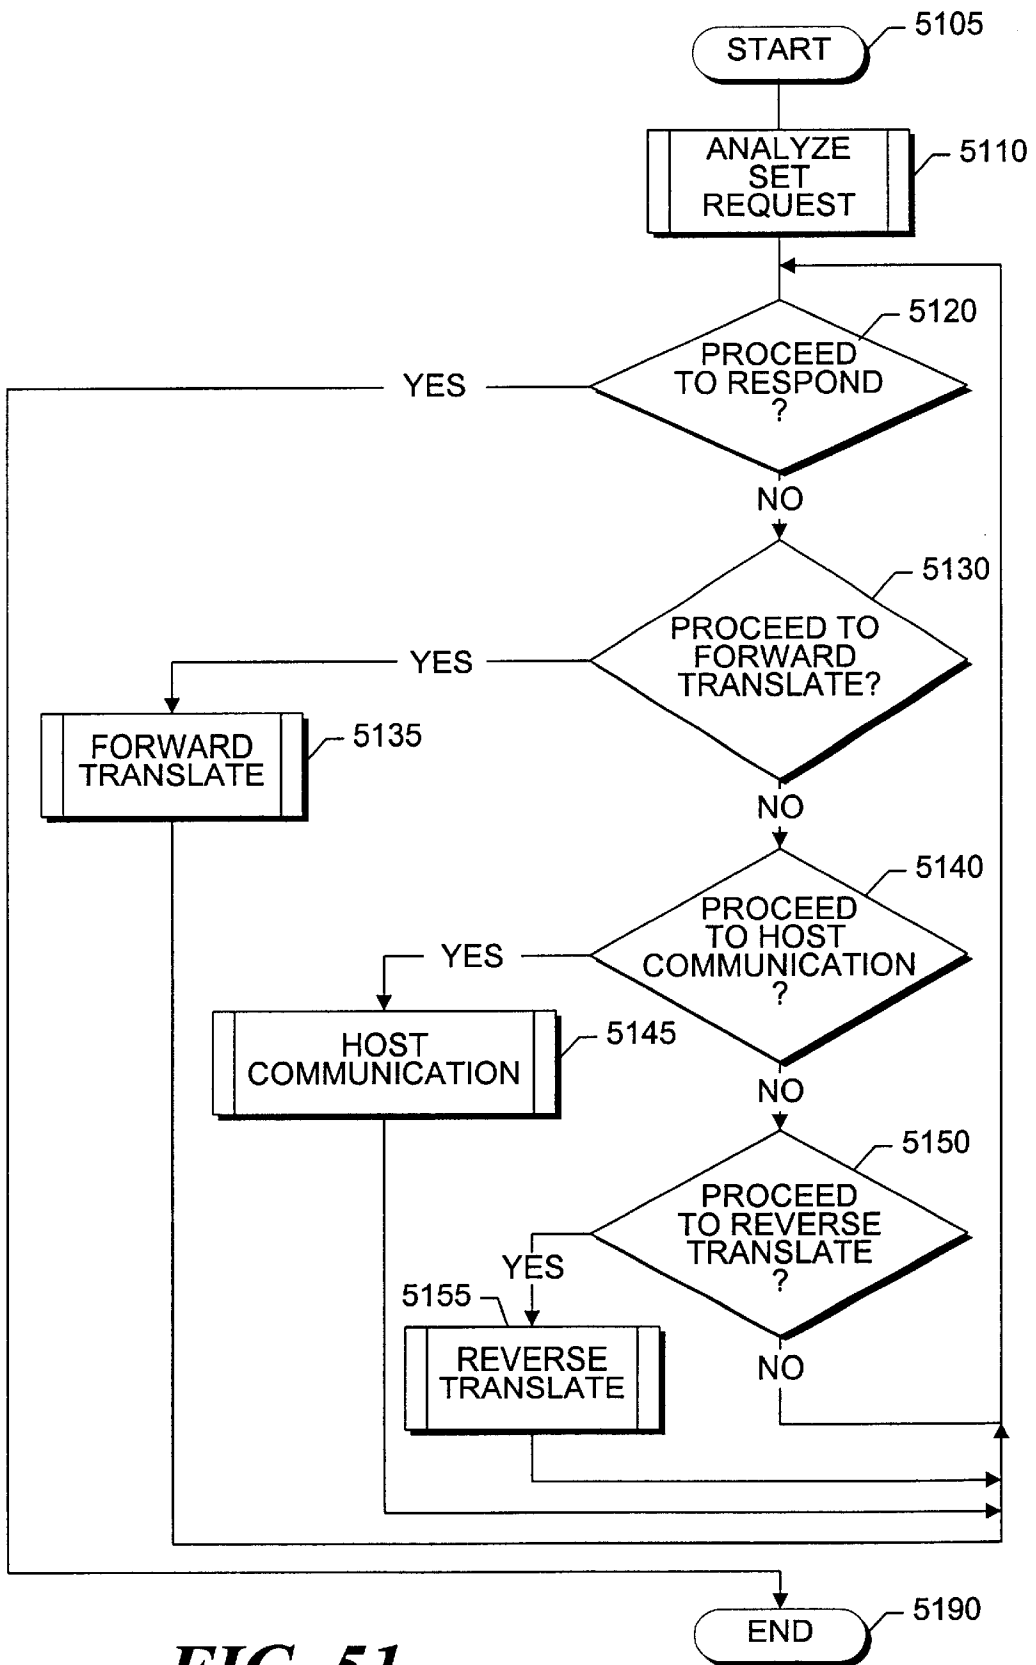 START
5105
ANALYZE
SET
REQUEST
5110
5120
PROCEED
TO RESPOND
?
YES
NO
5130
PROCEED TO
FORWARD
TRANSLATE?
YES
FORWARD
TRANSLATE
5135
NO
5140
PROCEED
TO HOST
COMMUNICATION
?
YES
HOST
COMMUNICATION
5145
NO
5150
PROCEED
TO REVERSE
TRANSLATE
?
YES
5155
REVERSE
TRANSLATE
NO
END
5190
FIG. 51